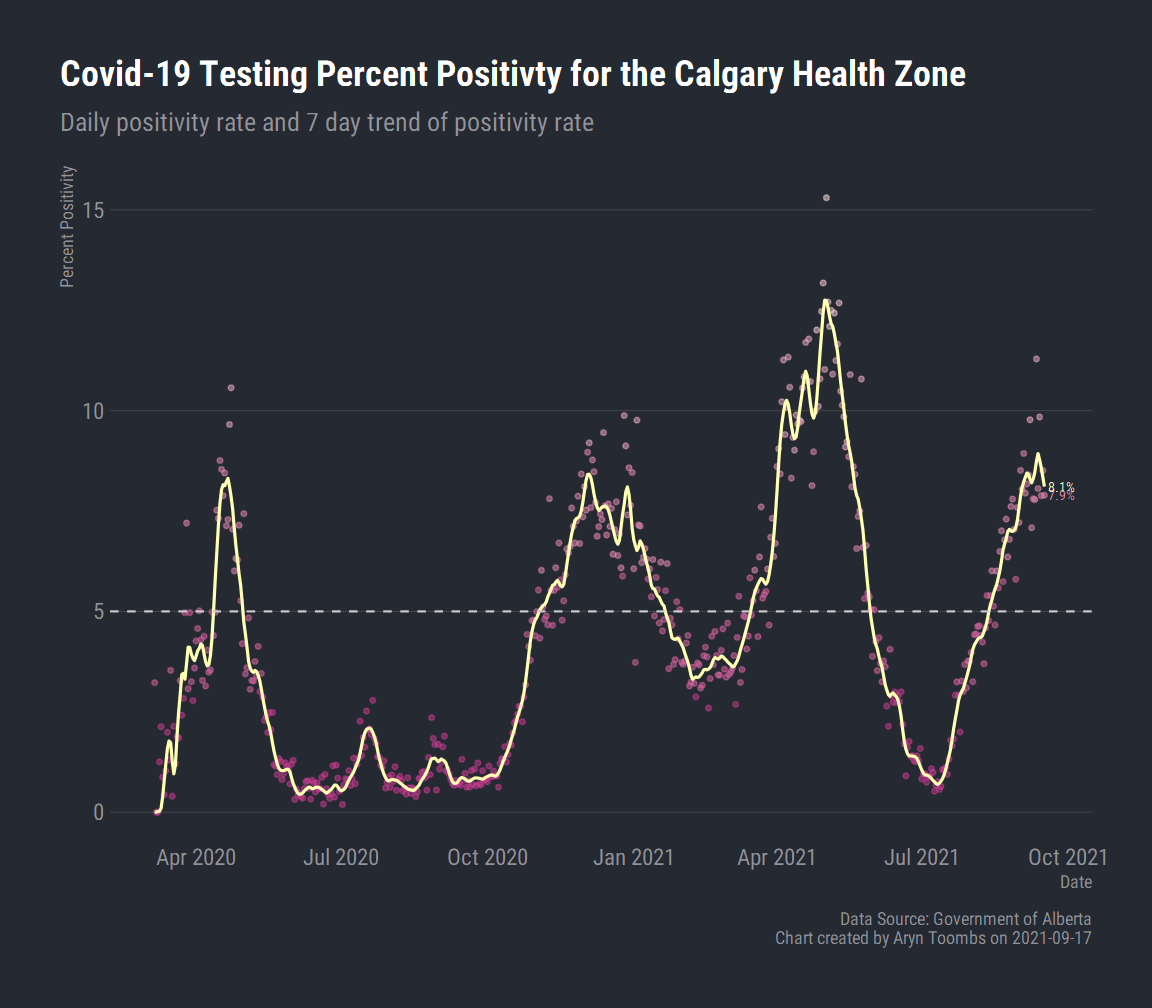 Covid-19 Testing Percent Positivty for the Calgary Health Zone
Daily positivity rate and 7 day trend of positivity rate
Percent Positivity
15
10
5
0
8.1%
7.9%
Apr 2020 Jul 2020 Oct 2020 Jan 2021 Apr 2021 Jul 2021 Oct 2021
Date
Data Source: Government of Alberta
Chart created by Aryn Toombs on 2021-09-17